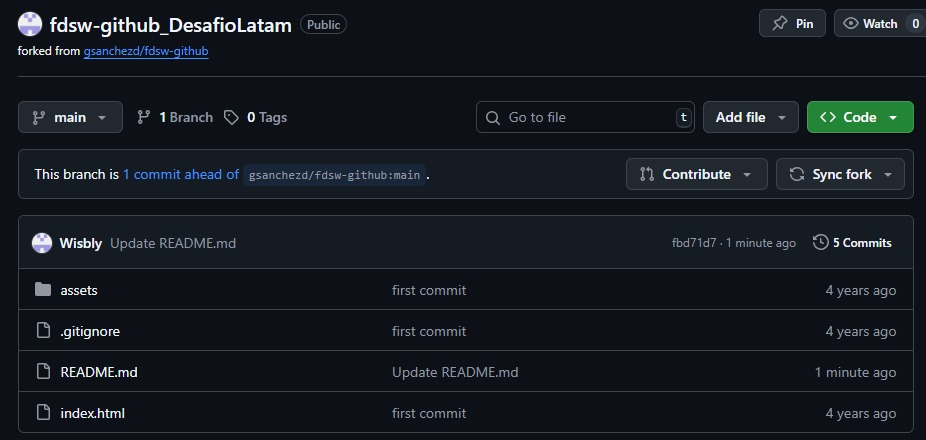 fdsw-github_DesafioLatam Public Pin Watch 0
forked from gsanchezd/fdsw-github
main 1 Branch 0 Tags Go to file t Add file Code
This branch is 1 commit ahead of gsanchezd/fdsw-github:main . Contribute Sync fork
Wisbly Update README.md fbd71d7 · 1 minute ago 5 Commits
assets first commit 4 years ago
.gitignore first commit 4 years ago
README.md Update README.md 1 minute ago
index.html first commit 4 years ago